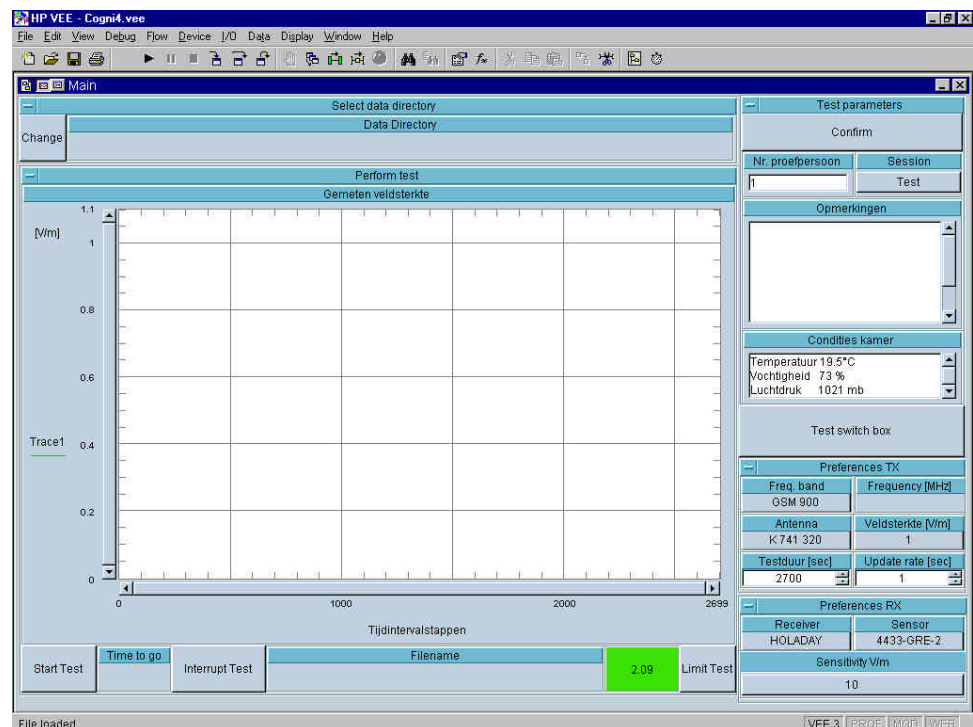 HP VEE - Cogni4.vee
File Edit View Debug Flow Device I/O Data Display Window Help
Main
Select data directory
Change
Data Directory
Perform test
Gemeten veldsterkte
[V/m]
1.1
1
0.8
0.6
Trace1
0.4
0.2
0
0 1000 2000 2699
Tijdintervalstappen
Start Test
Time to go
Interrupt Test
Filename
2.09
Limit Test
Test parameters
Confirm
Nr. proefpersoon Session
1 Test
Opmerkingen
Condities kamer
Temperatuur 19.5°C
Vochtigheid 73 %
Luchtdruk 1021 mb
Test switch box
Preferences TX
Freq. band Frequency [MHz]
GSM 900
Antenna Veldsterkte [V/m]
K 741 320 1
Testduur [sec] Update rate [sec]
2700 1
Preferences RX
Receiver Sensor
HOLADAY 4433-GRE-2
Sensitivity V/m
10
File loaded
VEE 3 PROF MOD WEB